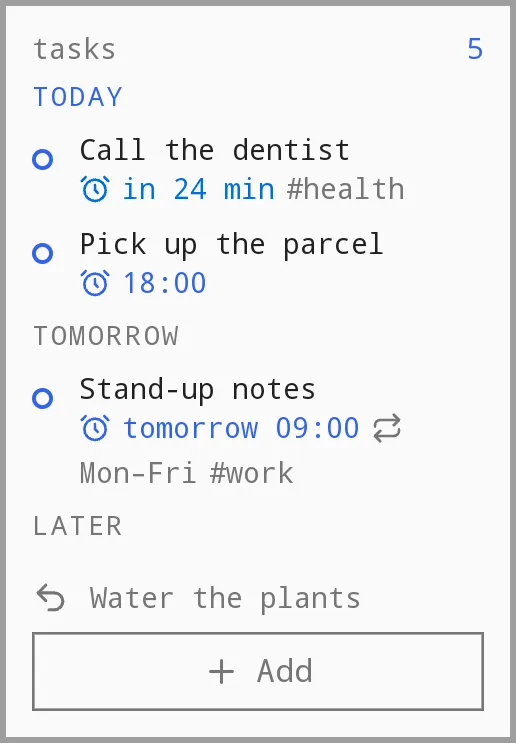 tasks 5
TODAY
Call the dentist
in 24 min #health
Pick up the parcel
18:00
TOMORROW
Stand-up notes
tomorrow 09:00
Mon–Fri #work
LATER
Water the plants
+ Add